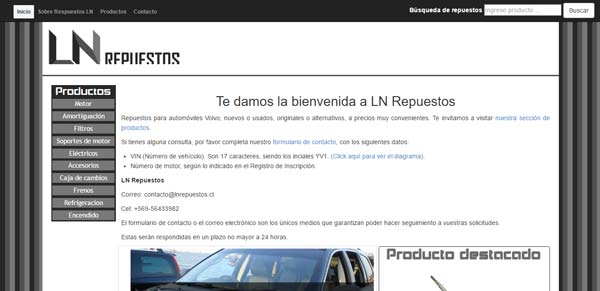 Inicio Sobre Respuestos LN Productos Contacto Búsqueda de repuestos Ingrese producto... Buscar
LN REPUESTOS
Productos
Motor
Amortiguación
Filtros
Soportes de motor
Eléctricos
Accesorios
Caja de cambios
Frenos
Refrigeracion
Encendido
Te damos la bienvenida a LN Repuestos
Repuestos para automóviles Volvo, nuevos o usados, originales o alternativos, a precios muy convenientes. Te invitamos a visitar nuestra sección de
productos.
Si tienes alguna consulta, por favor completa nuestro formulario de contacto, con los siguientes datos:
• VIN (Número de vehículo). Son 17 caracteres, siendo los inciales YV1. (Click aquí para ver el diagrama).
• Número de motor, según lo indicado en el Registro de Inscripción.
LN Repuestos
Correo: contacto@lnrepuestos.cl
Cel: +569-56433982
El formulario de contacto o el correo electrónico son los únicos medios que garantizan poder hacer seguimiento a vuestras solicitudes.
Estas serán respondidas en un plazo no mayor a 24 horas.
Producto destacado